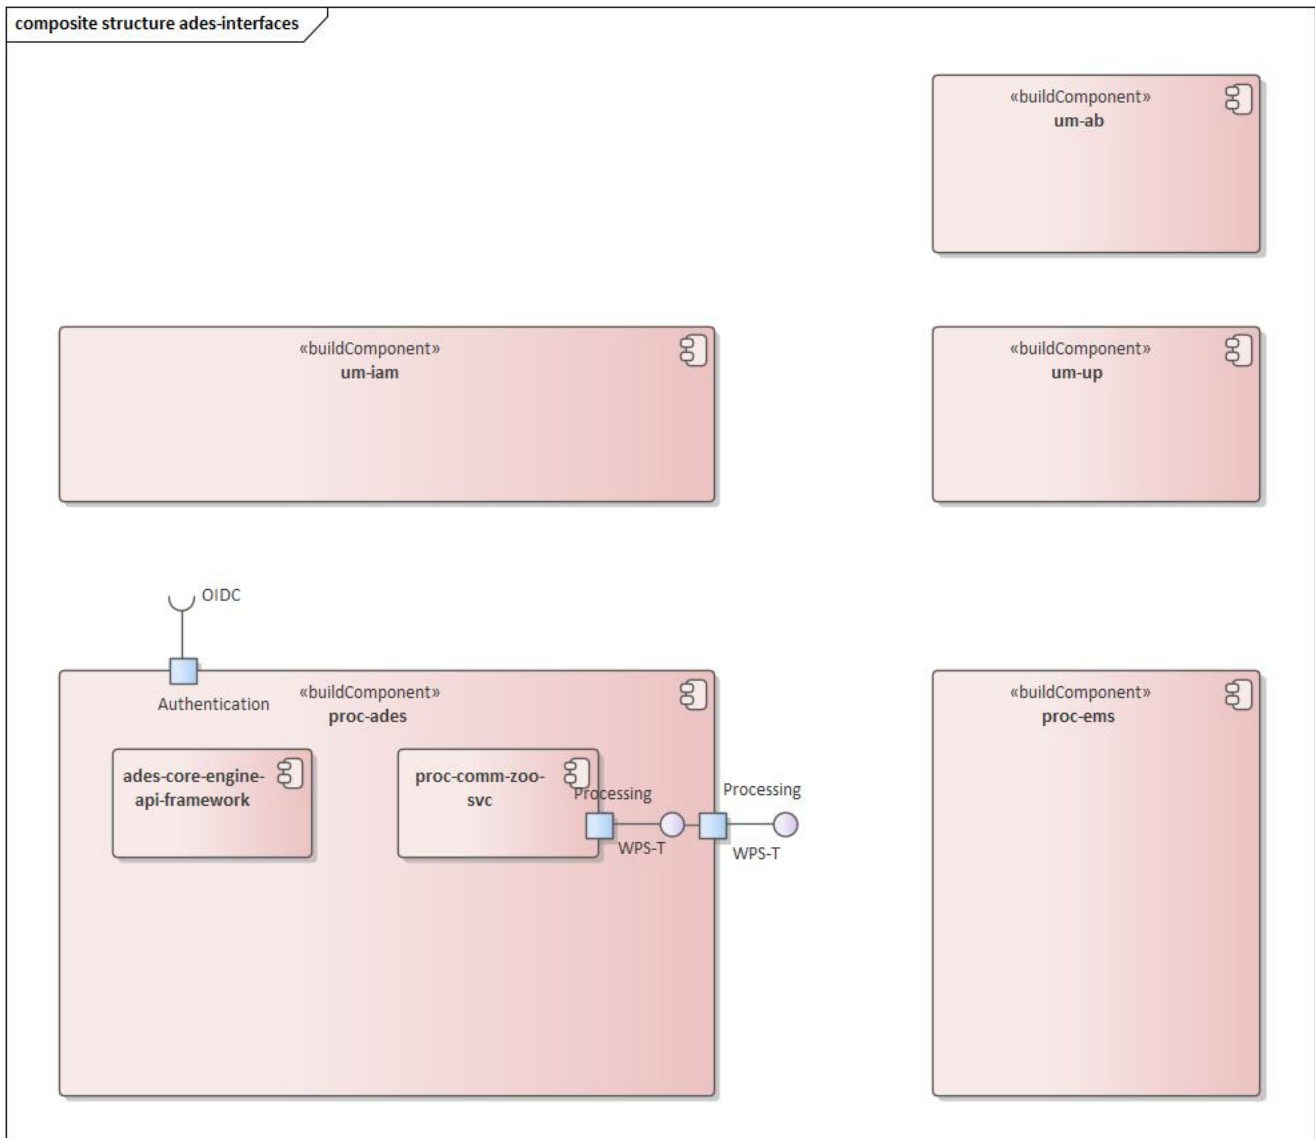 composite structure ades-interfaces
«buildComponent»
um-ab
«buildComponent»
um-iam
«buildComponent»
um-up
OIDC
Authentication
«buildComponent»
proc-ades
«buildComponent»
proc-ems
ades-core-engine-
api-framework
proc-comm-zoo-
svc
Processing
WPS-T
Processing
WPS-T